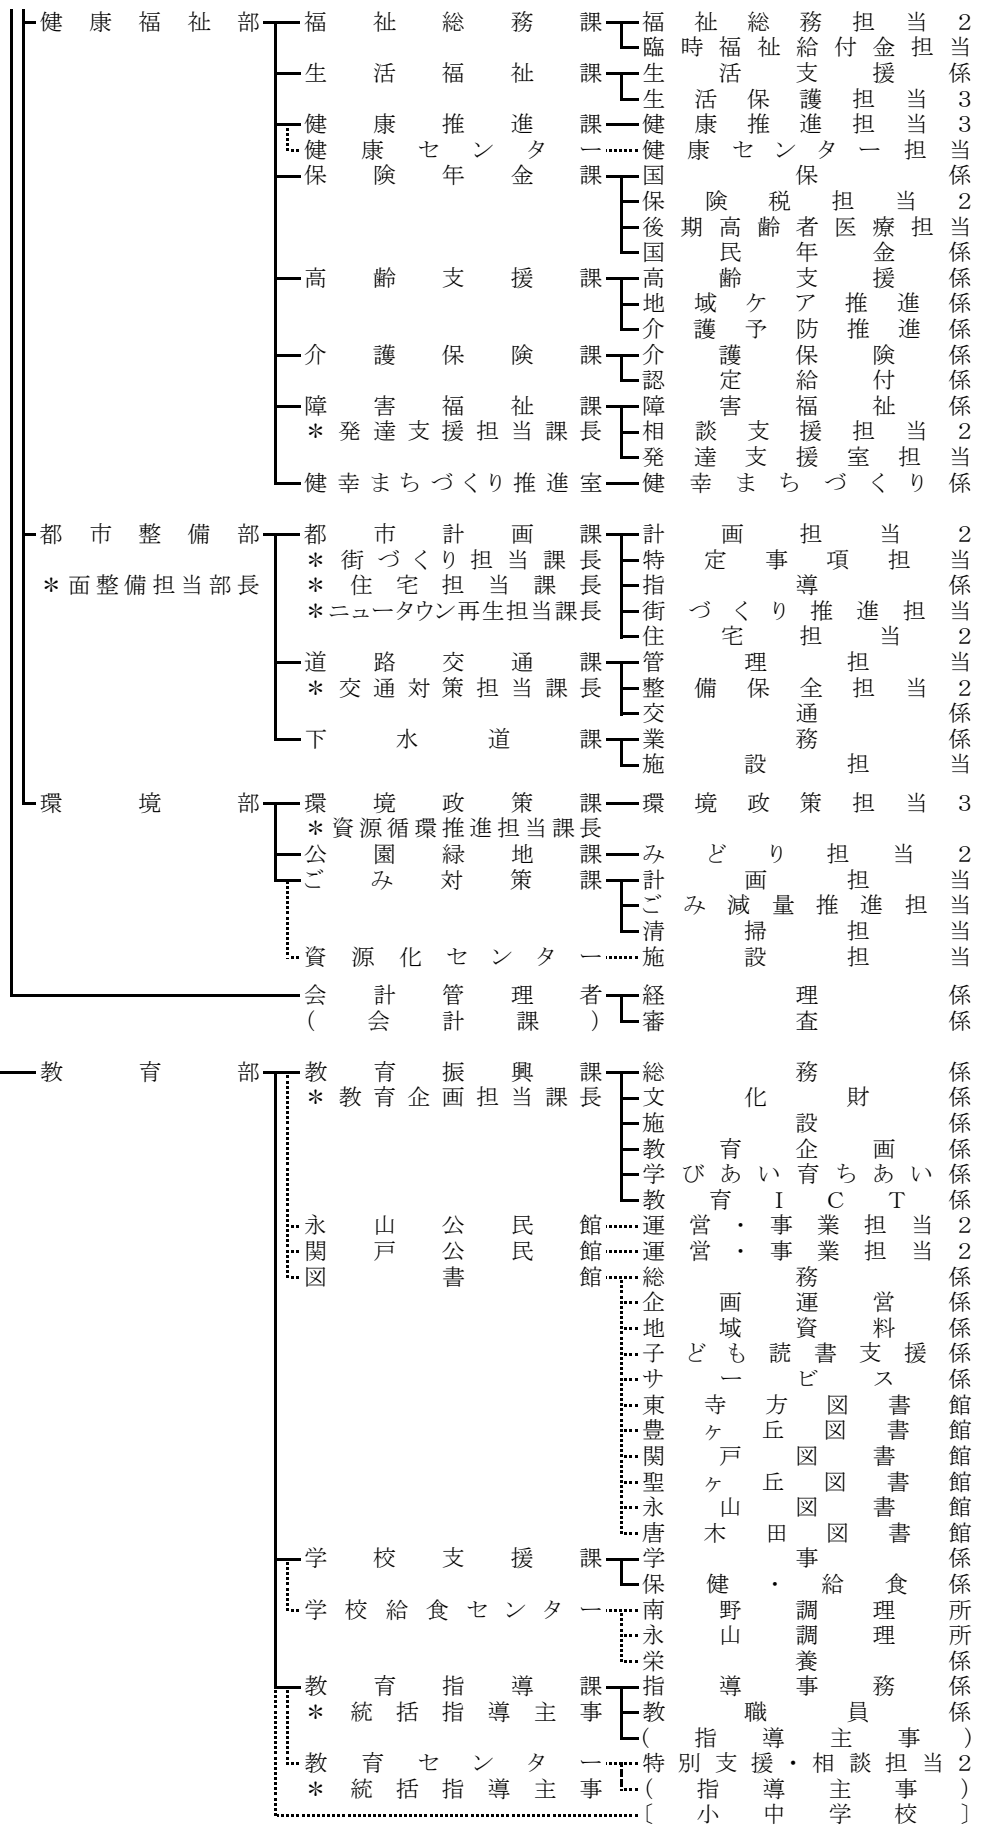 健康福祉部 福祉総務課 福祉総務担当2
臨時福祉給付金担当
生活福祉課 生活支援係
生活保護担当3
健康推進課 健康推進担当3
健康センター 健康センター担当
保険年金課 国保係
保険税担当2
後期高齢者医療担当
国民年金係
高齢支援課 高齢支援係
地域ケア推進係
介護予防推進係
介護保険課 介護保険係
認定給付係
障害福祉課 障害福祉係
＊発達支援担当課長 相談支援担当2
発達支援室担当
健幸まちづくり推進室 健幸まちづくり係
都市整備部 都市計画課 計画担当2
＊街づくり担当課長 特定事項担当
＊面整備担当部長 ＊住宅担当課長 指導係
＊ニュータウン再生担当課長 街づくり推進担当
住宅担当2
道路交通課 管理担当
＊交通対策担当課長 整備保全担当2
交通係
下水道課 業務係
施設担当
環境部 環境政策課 環境政策担当3
＊資源循環推進担当課長
公園緑地課 みどり担当2
ごみ対策課 計画担当
ごみ減量推進担当
清掃担当
資源化センター 施設担当
会計管理者 経理係
(会計課) 審査係
教育部 教育振興課 総務係
＊教育企画担当課長 文化財係
施設係
教育企画係
学びあい育ちあい係
教育ICT係
永山公民館 運営・事業担当2
関戸公民館 運営・事業担当2
図書館 総務係
企画運営係
地域資料係
子ども読書支援係
サービス係
東寺方図書館
豊ヶ丘図書館
関戸図書館
聖ヶ丘図書館
永山図書館
唐木田図書館
学校支援課 学事係
保健・給食係
学校給食センター 南野調理所
永山調理所
栄養係
教育指導課 指導事務係
＊統括指導主事 教職員係
(指導主事)
教育センター 特別支援・相談担当2
＊統括指導主事 (指導主事)
〔小中学校〕